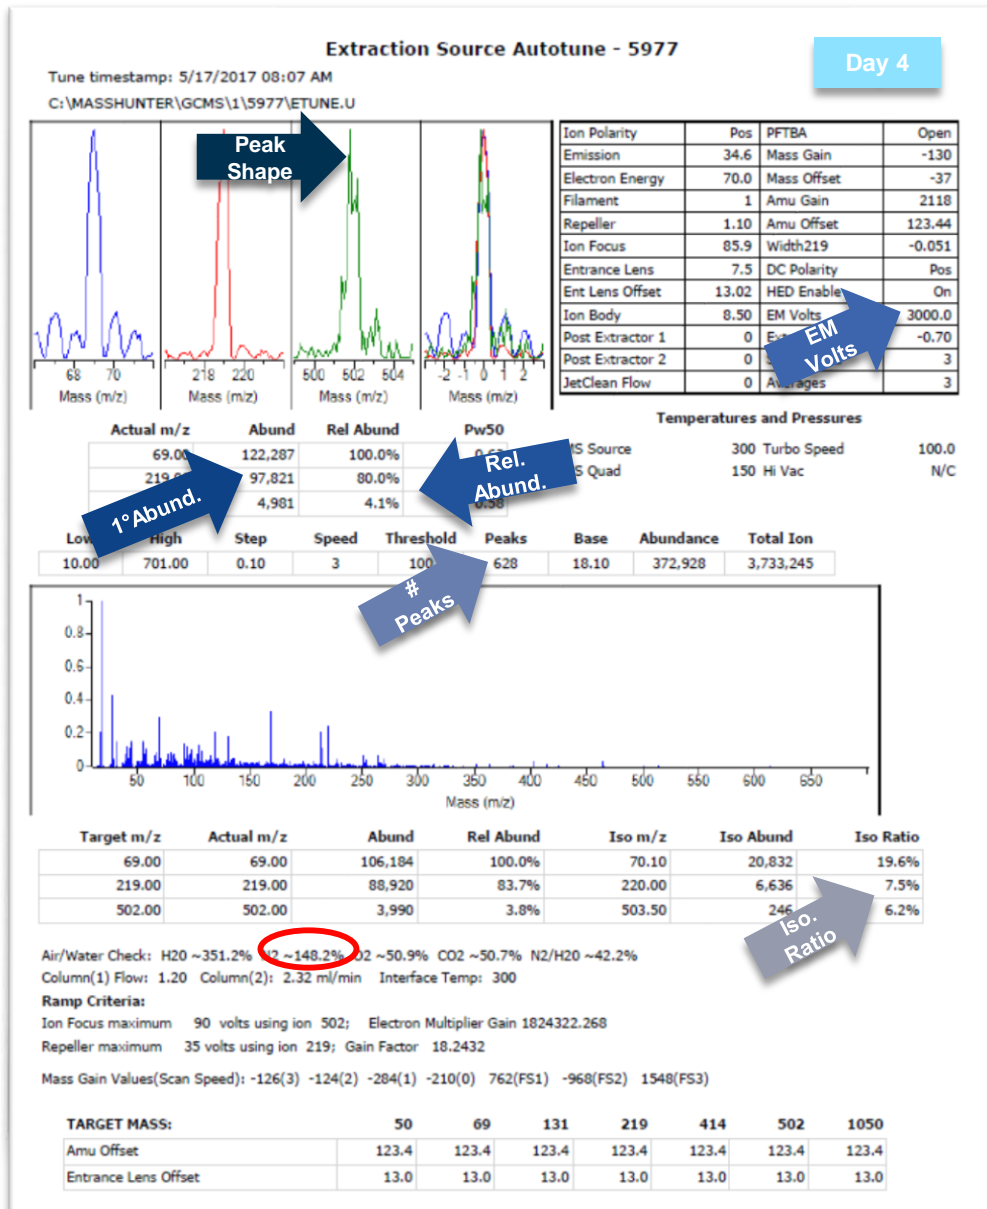 Extraction Source Autotune - 5977
Day 4
Tune timestamp: 5/17/2017 08:07 AM
C:\MASSHUNTER\GCMS\1\5977\ETUNE.U
Peak
Shape
68 70
Mass (m/z)
218 220
Mass (m/z)
500 502 504
Mass (m/z)
-2 -1 0 1 2
Mass (m/z)
Ion Polarity Pos PFTBA Open
Emission 34.6 Mass Gain -130
Electron Energy 70.0 Mass Offset -37
Filament 1 Amu Gain 2118
Repeller 1.10 Amu Offset 123.44
Ion Focus 85.9 Width219 -0.051
Entrance Lens 7.5 DC Polarity Pos
Ent Lens Offset 13.02 HED Enable On
Ion Body 8.50 EM Volts 3000.0
Post Extractor 1 0 -0.70
Post Extractor 2 0 3
JetClean Flow 0 Averages 3
EM
Volts
Temperatures and Pressures
MS Source 300 Turbo Speed 100.0
MS Quad 150 Hi Vac N/C
Actual m/z Abund Rel Abund Pw50
69.00 122,287 100.0%
219.00 97,821 80.0%
4,981 4.1% 0.58
1°Abund.
Rel.
Abund.
Low High Step Speed Threshold Peaks Base Abundance Total Ion
10.00 701.00 0.10 3 100 628 18.10 372,928 3,733,245
#
Peaks
1
0.8
0.6
0.4
0.2
0
50 100 150 200 250 300 350 400 450 500 550 600 650
Mass (m/z)
Target m/z Actual m/z Abund Rel Abund Iso m/z Iso Abund Iso Ratio
69.00 69.00 106,184 100.0% 70.10 20,832 19.6%
219.00 219.00 88,920 83.7% 220.00 6,636 7.5%
502.00 502.00 3,990 3.8% 503.50 246 6.2%
Iso.
Ratio
Air/Water Check: H20 ~351.2% N2 ~148.2% O2 ~50.9% CO2 ~50.7% N2/H20 ~42.2%
Column(1) Flow: 1.20 Column(2): 2.32 ml/min Interface Temp: 300
Ramp Criteria:
Ion Focus maximum 90 volts using ion 502; Electron Multiplier Gain 1824322.268
Repeller maximum 35 volts using ion 219; Gain Factor 18.2432
Mass Gain Values(Scan Speed): -126(3) -124(2) -284(1) -210(0) 762(FS1) -968(FS2) 1548(FS3)
TARGET MASS: 50 69 131 219 414 502 1050
Amu Offset 123.4 123.4 123.4 123.4 123.4 123.4 123.4
Entrance Lens Offset 13.0 13.0 13.0 13.0 13.0 13.0 13.0